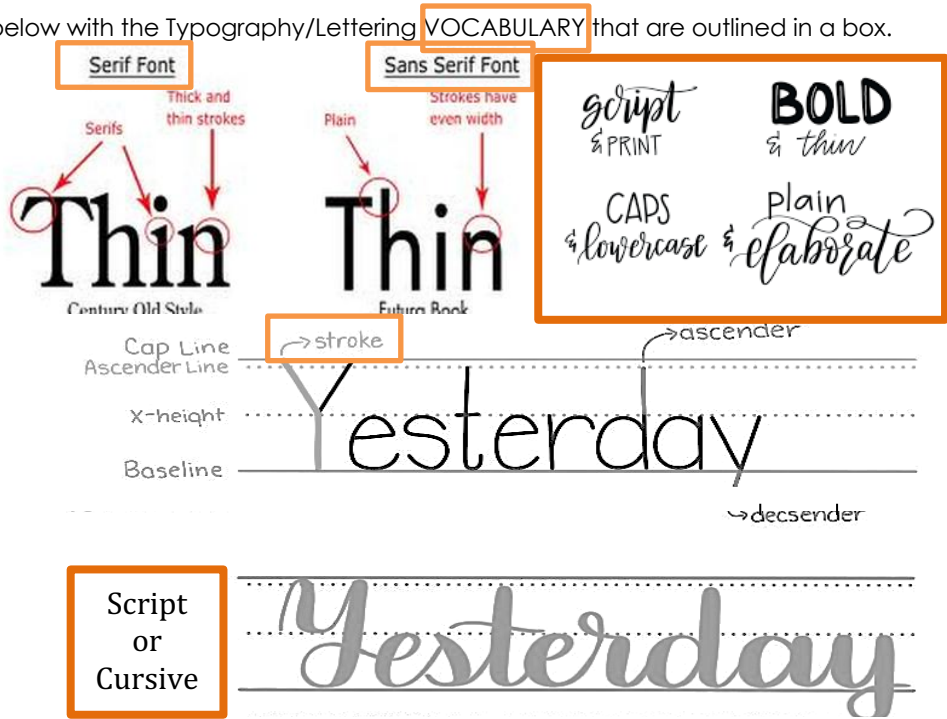 below with the Typography/Lettering VOCABULARY that are outlined in a box.
Serif Font
Thick and
thin strokes
Serifs
Thin
Century Old Style
Sans Serif Font
Strokes have
even width
Plain
Thin
Futura Book
script
& PRINT
BOLD
& thin
CAPS
& lowercase
Plain
& elaborate
Cap Line
stroke
ascender
Ascender Line
x-height
Yesterday
Baseline
decsender
Script
or
Cursive
Yesterday